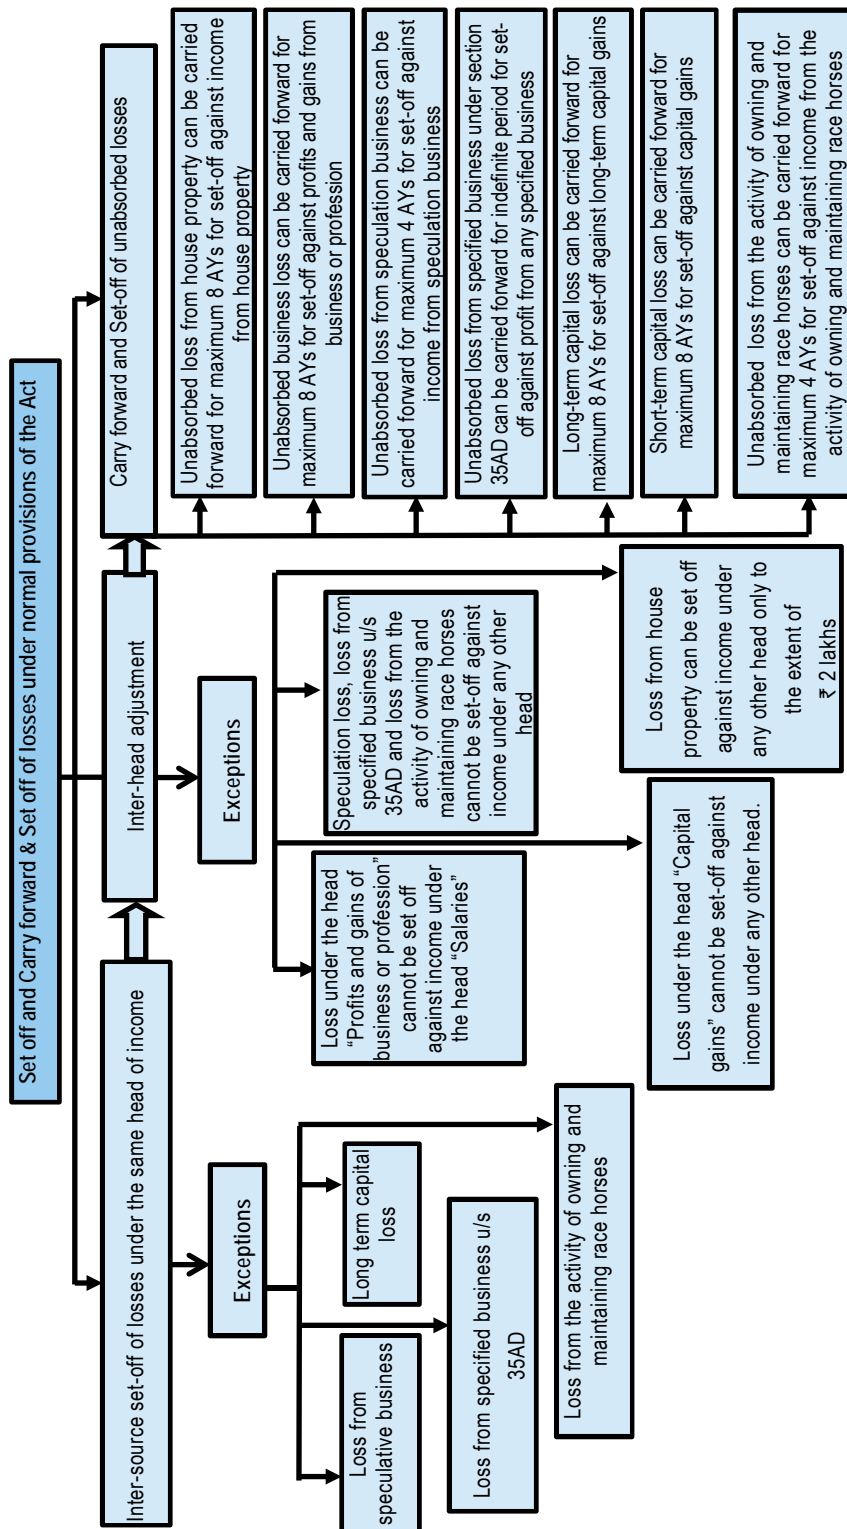 Set off and Carry forward & Set off of losses under normal provisions of the Act
Inter-source set-off of losses under the same head of income
Exceptions
Loss from
speculative business
Long term capital
loss
Loss from specified business u/s
35AD
Loss from the activity of owning and
maintaining race horses
Inter-head adjustment
Exceptions
Loss under the head
“Profits and gains of
business or profession”
cannot be set off
against income under
the head “Salaries”
Speculation loss, loss from
specified business u/s
35AD and loss from the
activity of owning and
maintaining race horses
cannot be set-off against
income under any other
head
Loss under the head “Capital
gains” cannot be set-off against
income under any other head.
Loss from house
property can be set off
against income under
any other head only to
the extent of
₹ 2 lakhs
Carry forward and Set-off of unabsorbed losses
Unabsorbed loss from house property can be carried
forward for maximum 8 AYs for set-off against income
from house property
Unabsorbed business loss can be carried forward for
maximum 8 AYs for set-off against profits and gains from
business or profession
Unabsorbed loss from speculation business can be
carried forward for maximum 4 AYs for set-off against
income from speculation business
Unabsorbed loss from specified business under section
35AD can be carried forward for indefinite period for set-
off against profit from any specified business
Long-term capital loss can be carried forward for
maximum 8 AYs for set-off against long-term capital gains
Short-term capital loss can be carried forward for
maximum 8 AYs for set-off against capital gains
Unabsorbed loss from the activity of owning and
maintaining race horses can be carried forward for
maximum 4 AYs for set-off against income from the
activity of owning and maintaining race horses